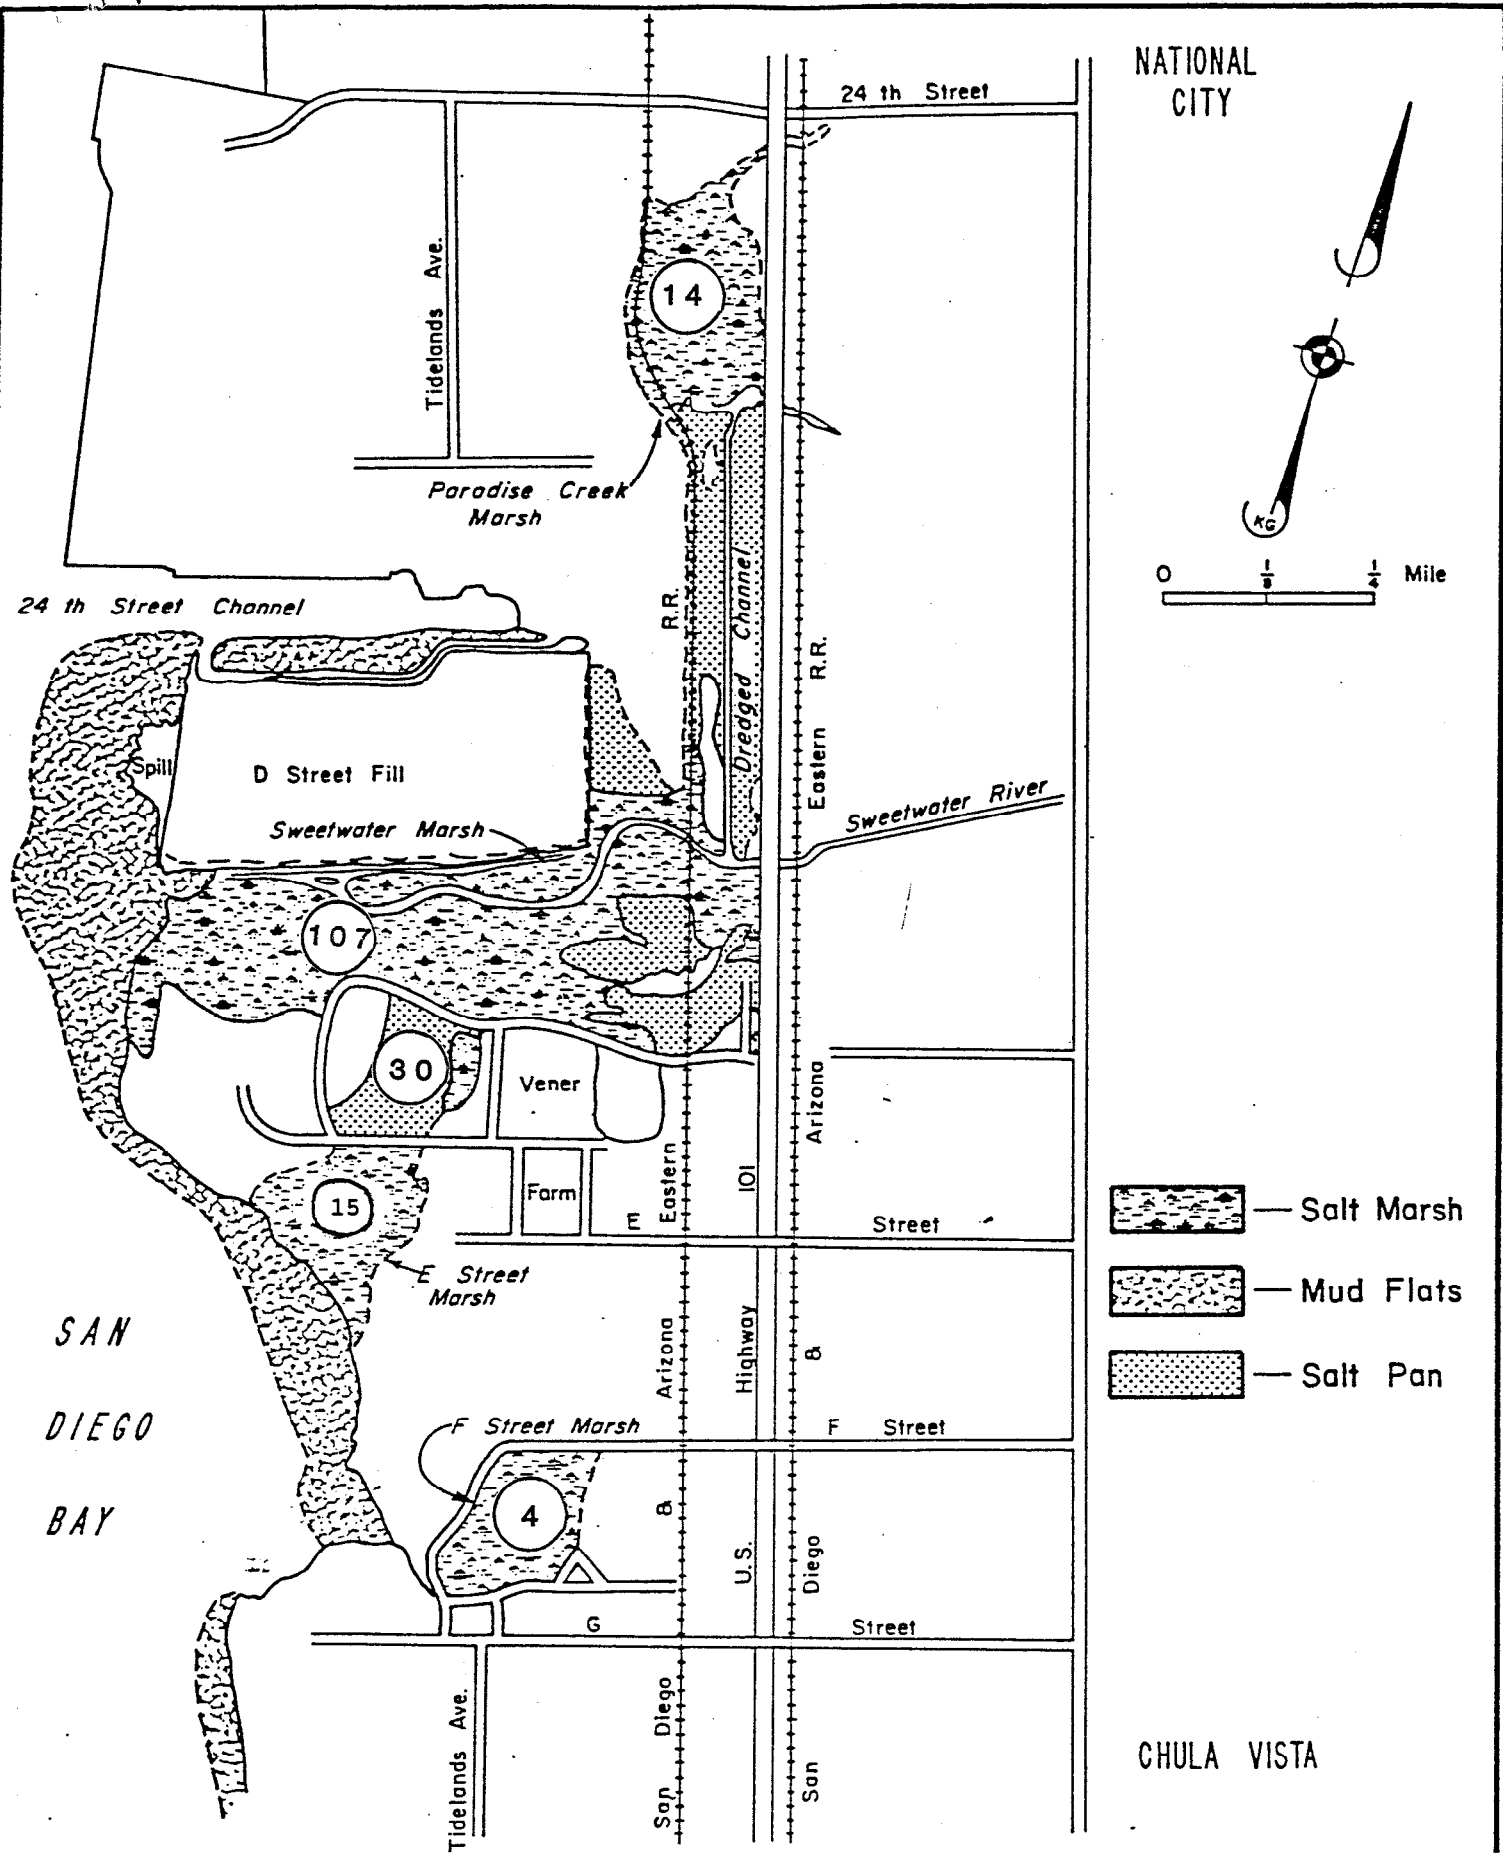 NATIONAL
CITY
24 th Street
Tidelands Ave.
14
Paradise Creek
Marsh
KG
0 1/8 1/4 Mile
24 th Street Channel
R.R.
Dredged Channel
R.R.
Eastern
Spill
D Street Fill
Sweetwater River
Sweetwater Marsh
107
30
Vener
Arizona
Farm
15
Eastern
101
E Street
E Street
Marsh
Salt Marsh
Mud Flats
Salt Pan
SAN
DIEGO
BAY
Arizona
Highway
&
F Street Marsh
F Street
4
&
U.S.
Diego
G Street
Tidelands Ave.
San Diego
San
CHULA VISTA